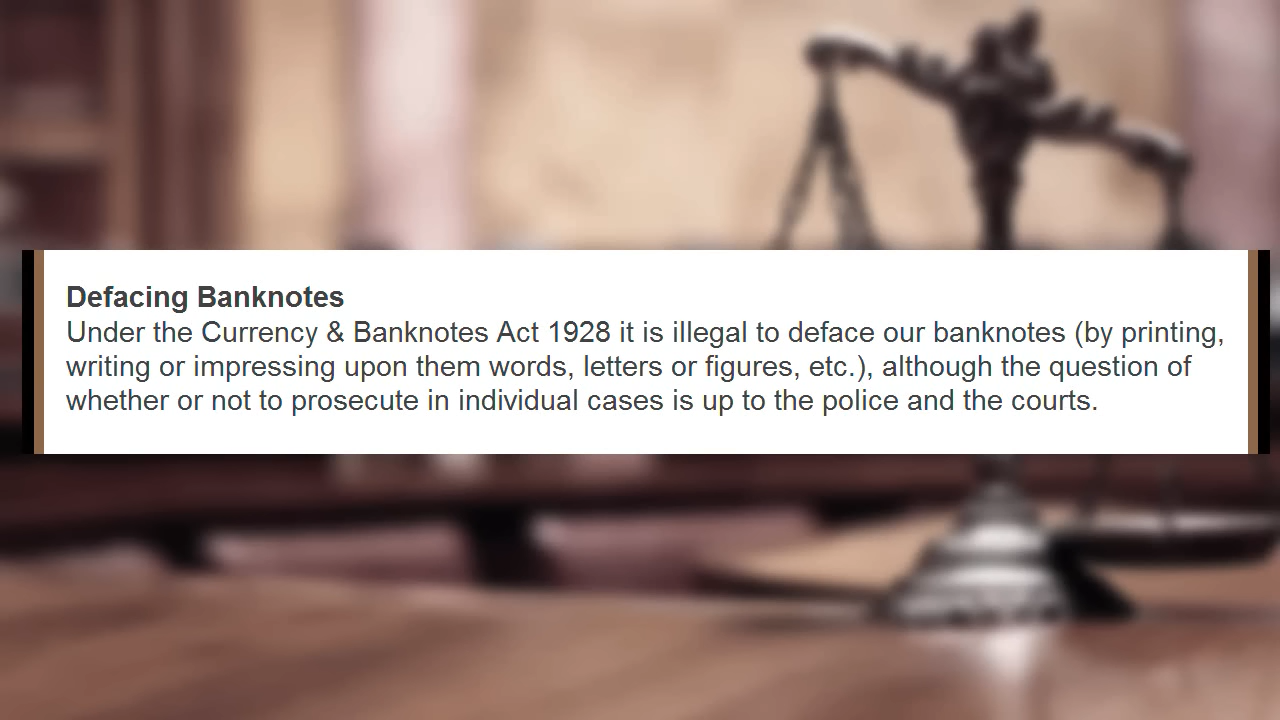 Defacing Banknotes
Under the Currency & Banknotes Act 1928 it is illegal to deface our banknotes (by printing,
writing or impressing upon them words, letters or figures, etc.), although the question of
whether or not to prosecute in individual cases is up to the police and the courts.